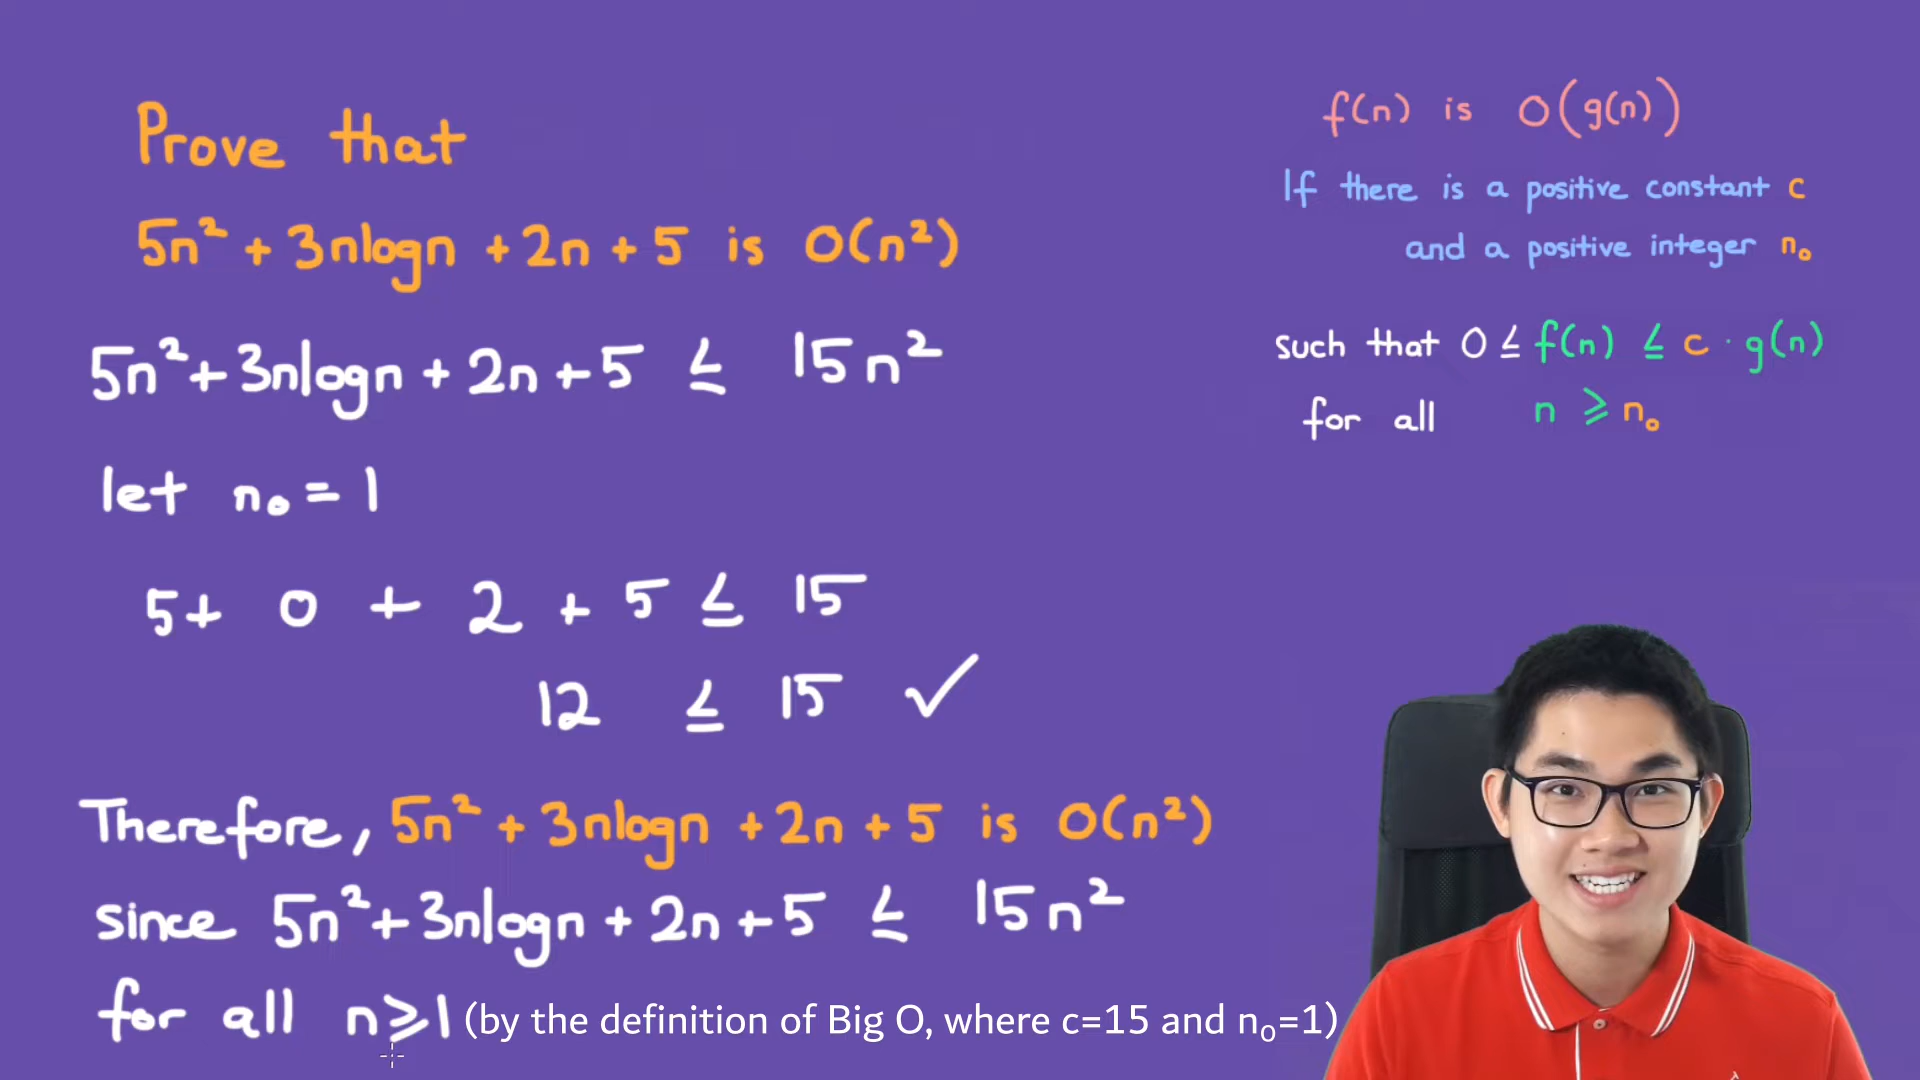 Prove that
5n² + 3nlogn + 2n + 5 is O(n²)
5n² + 3nlogn + 2n + 5 ≤ 15n²
let n₀ = 1
5 + 0 + 2 + 5 ≤ 15
12 ≤ 15 ✓
Therefore, 5n² + 3nlogn + 2n + 5 is O(n²)
since 5n² + 3nlogn + 2n + 5 ≤ 15n²
for all n ≥ 1 (by the definition of Big O, where c=15 and n₀=1)
f(n) is O(g(n))
If there is a positive constant c
and a positive integer n₀
such that 0 ≤ f(n) ≤ c · g(n)
for all n ≥ n₀